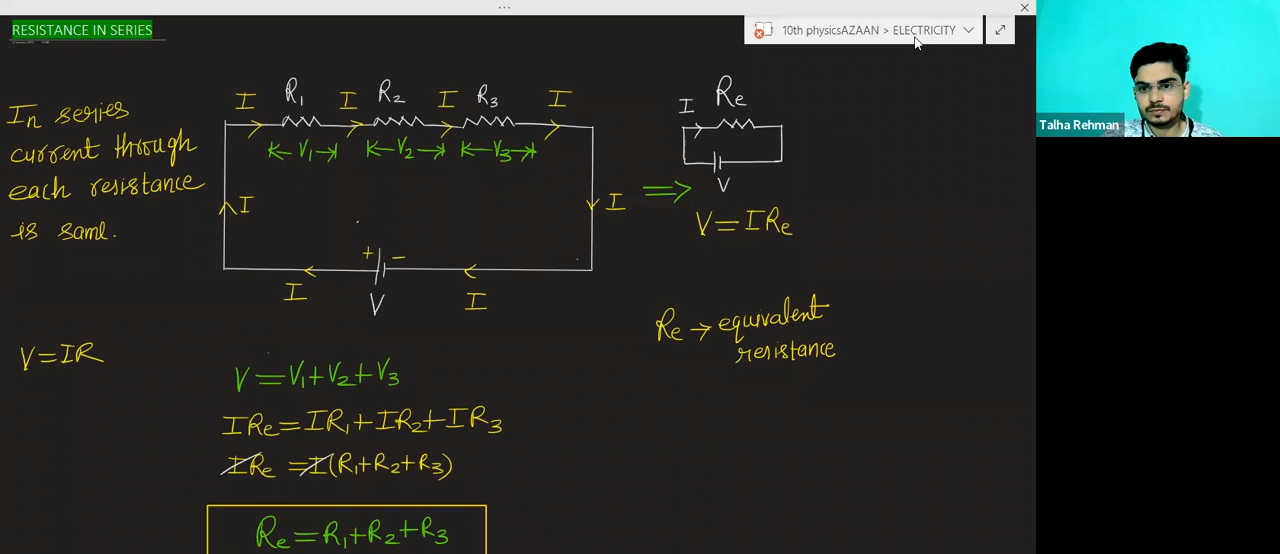 RESISTANCE IN SERIES
10th physicsAZAAN > ELECTRICITY
Talha Rehman
In series
current through
each resistance
is same.
I R1 I R2 I R3 I
V1 V2 V3
I
I
+ −
I V I
I Re
V
V=IRe
Re → equivalent
resistance
V=IR
V=V1+V2+V3
IRe=IR1+IR2+IR3
IRe=I(R1+R2+R3)
Re=R1+R2+R3